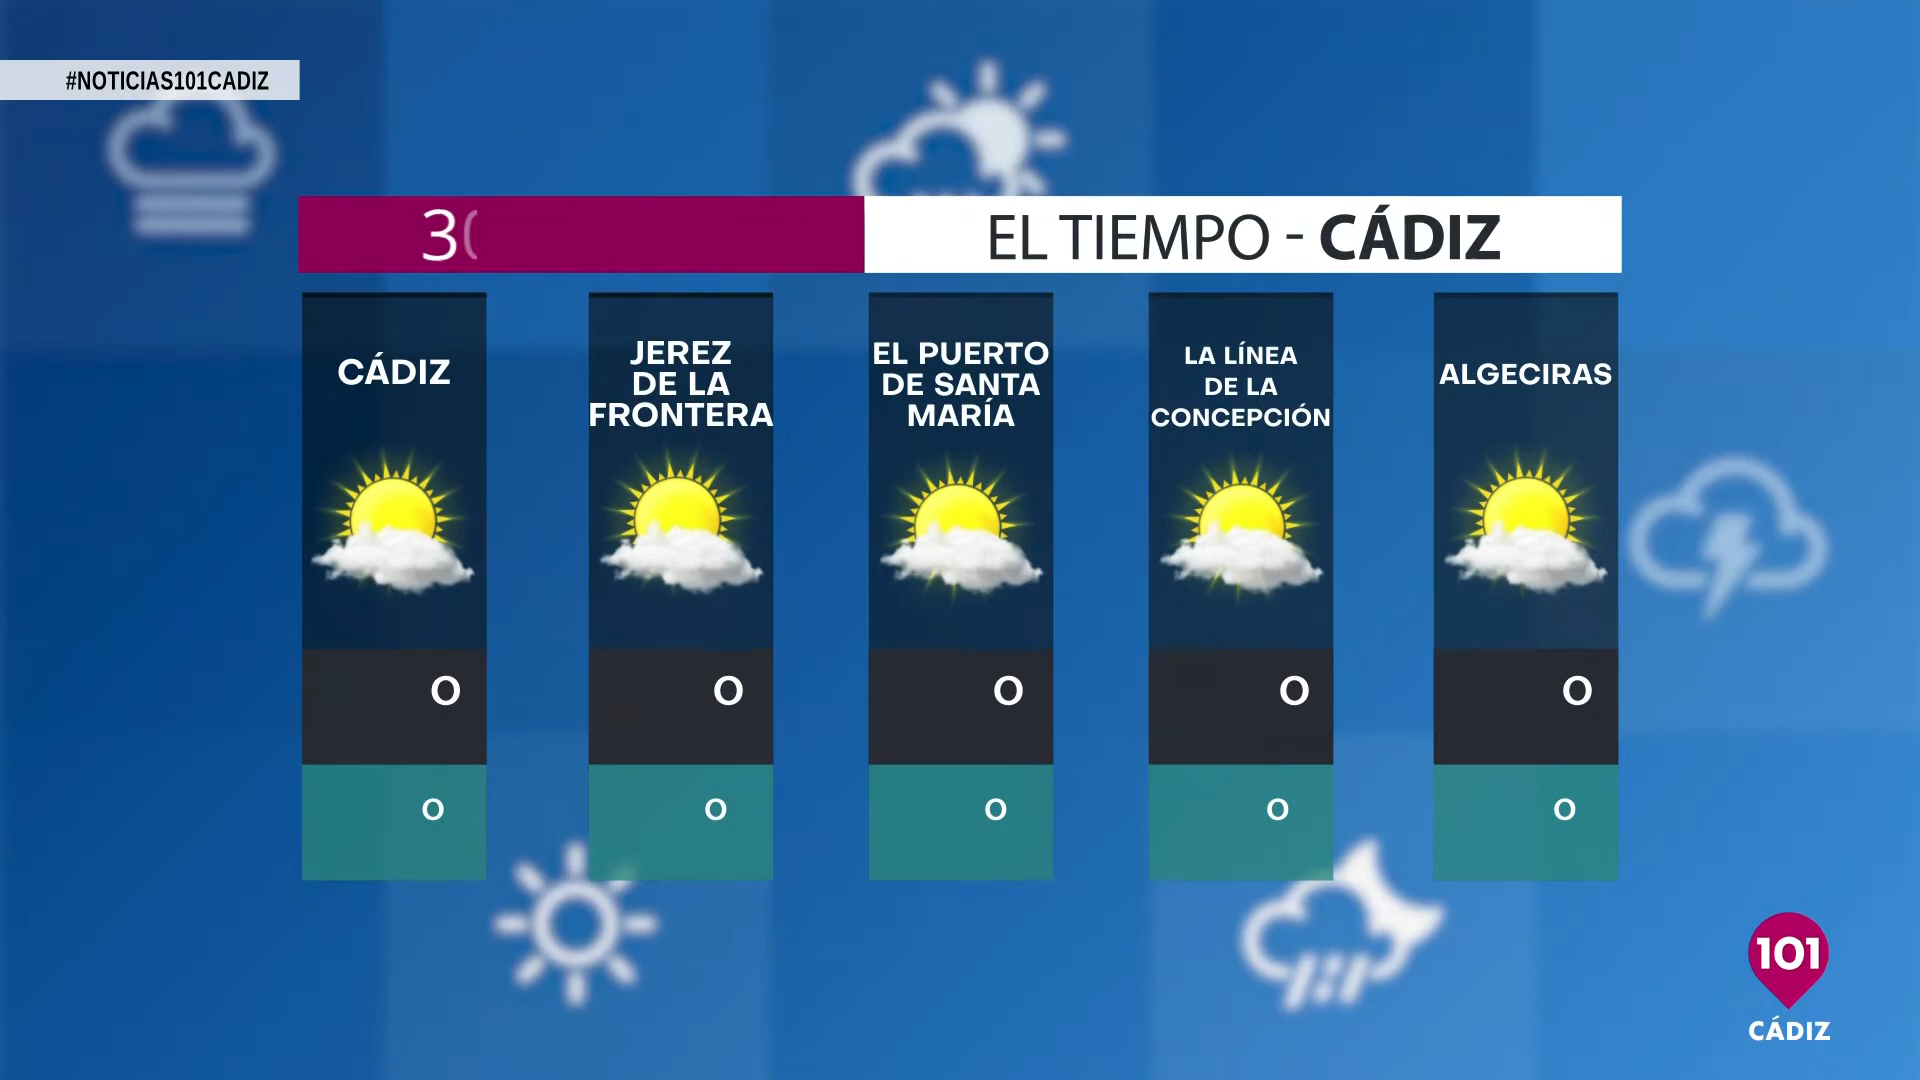 #NOTICIAS101CADIZ
3
EL TIEMPO - CÁDIZ
CÁDIZ
JEREZ
DE LA
FRONTERA
EL PUERTO
DE SANTA
MARÍA
LA LÍNEA
DE LA
CONCEPCIÓN
ALGECIRAS
O O O O O
O O O O O
101
CÁDIZ